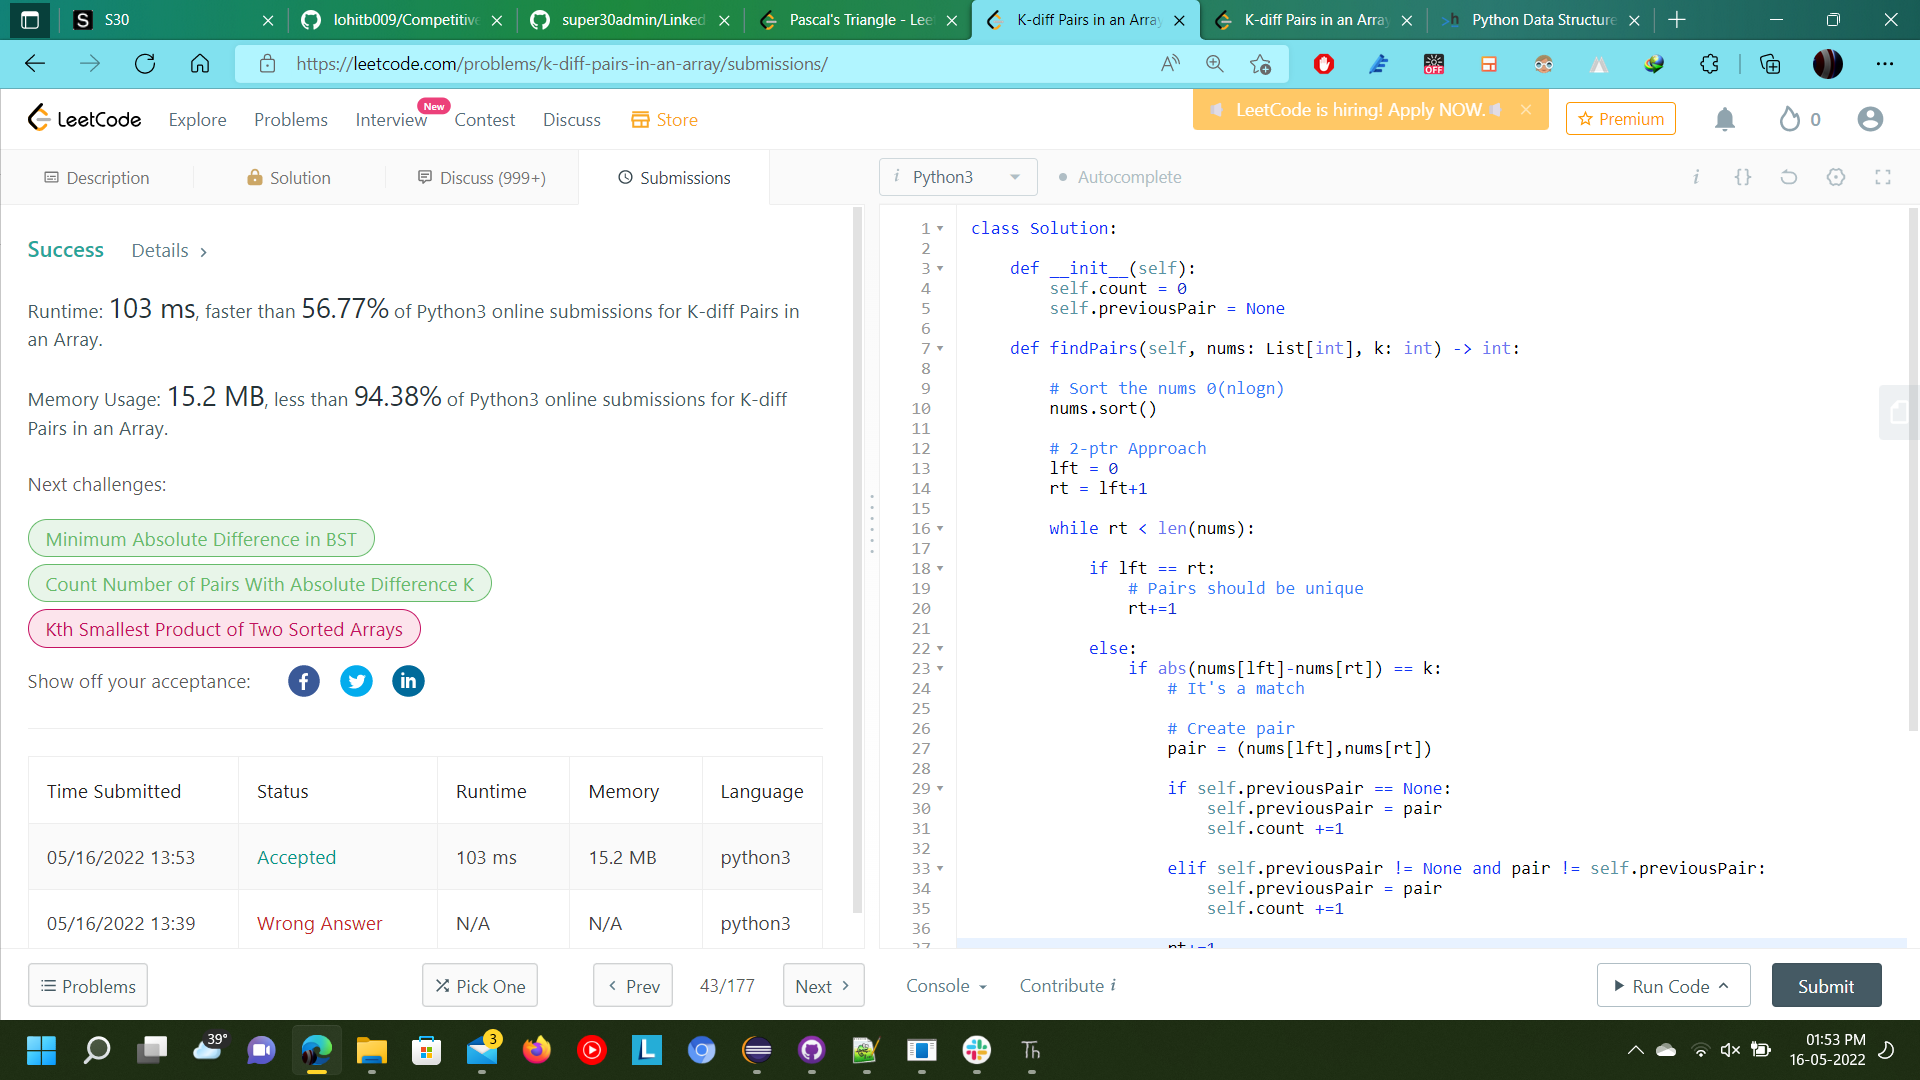 S30
lohitb009/Competitive
super30admin/Linked
Pascal's Triangle - Lee
K-diff Pairs in an Array
K-diff Pairs in an Array
Python Data Structure
https://leetcode.com/problems/k-diff-pairs-in-an-array/submissions/
OFF
LeetCode
Explore
Problems
Interview
New
Contest
Discuss
Store
LeetCode is hiring! Apply NOW.
Premium
0
Description
Solution
Discuss (999+)
Submissions
i Python3
Autocomplete
i {}
Success
Details
Runtime: 103 ms, faster than 56.77% of Python3 online submissions for K-diff Pairs in
an Array.
Memory Usage: 15.2 MB, less than 94.38% of Python3 online submissions for K-diff
Pairs in an Array.
Next challenges:
Minimum Absolute Difference in BST
Count Number of Pairs With Absolute Difference K
Kth Smallest Product of Two Sorted Arrays
Show off your acceptance:
Time Submitted Status Runtime Memory Language
05/16/2022 13:53 Accepted 103 ms 15.2 MB python3
05/16/2022 13:39 Wrong Answer N/A N/A python3
1 class Solution:
2
3 def __init__(self):
4 self.count = 0
5 self.previousPair = None
6
7 def findPairs(self, nums: List[int], k: int) -> int:
8
9 # Sort the nums 0(nlogn)
10 nums.sort()
11
12 # 2-ptr Approach
13 lft = 0
14 rt = lft+1
15
16 while rt < len(nums):
17
18 if lft == rt:
19 # Pairs should be unique
20 rt+=1
21
22 else:
23 if abs(nums[lft]-nums[rt]) == k:
24 # It's a match
25
26 # Create pair
27 pair = (nums[lft],nums[rt])
28
29 if self.previousPair == None:
30 self.previousPair = pair
31 self.count +=1
32
33 elif self.previousPair != None and pair != self.previousPair:
34 self.previousPair = pair
35 self.count +=1
36
37 rt+=1
Problems
Pick One
Prev
43/177
Next
Console
Contribute i
Run Code
Submit
39°
3
L
Th
01:53 PM
16-05-2022